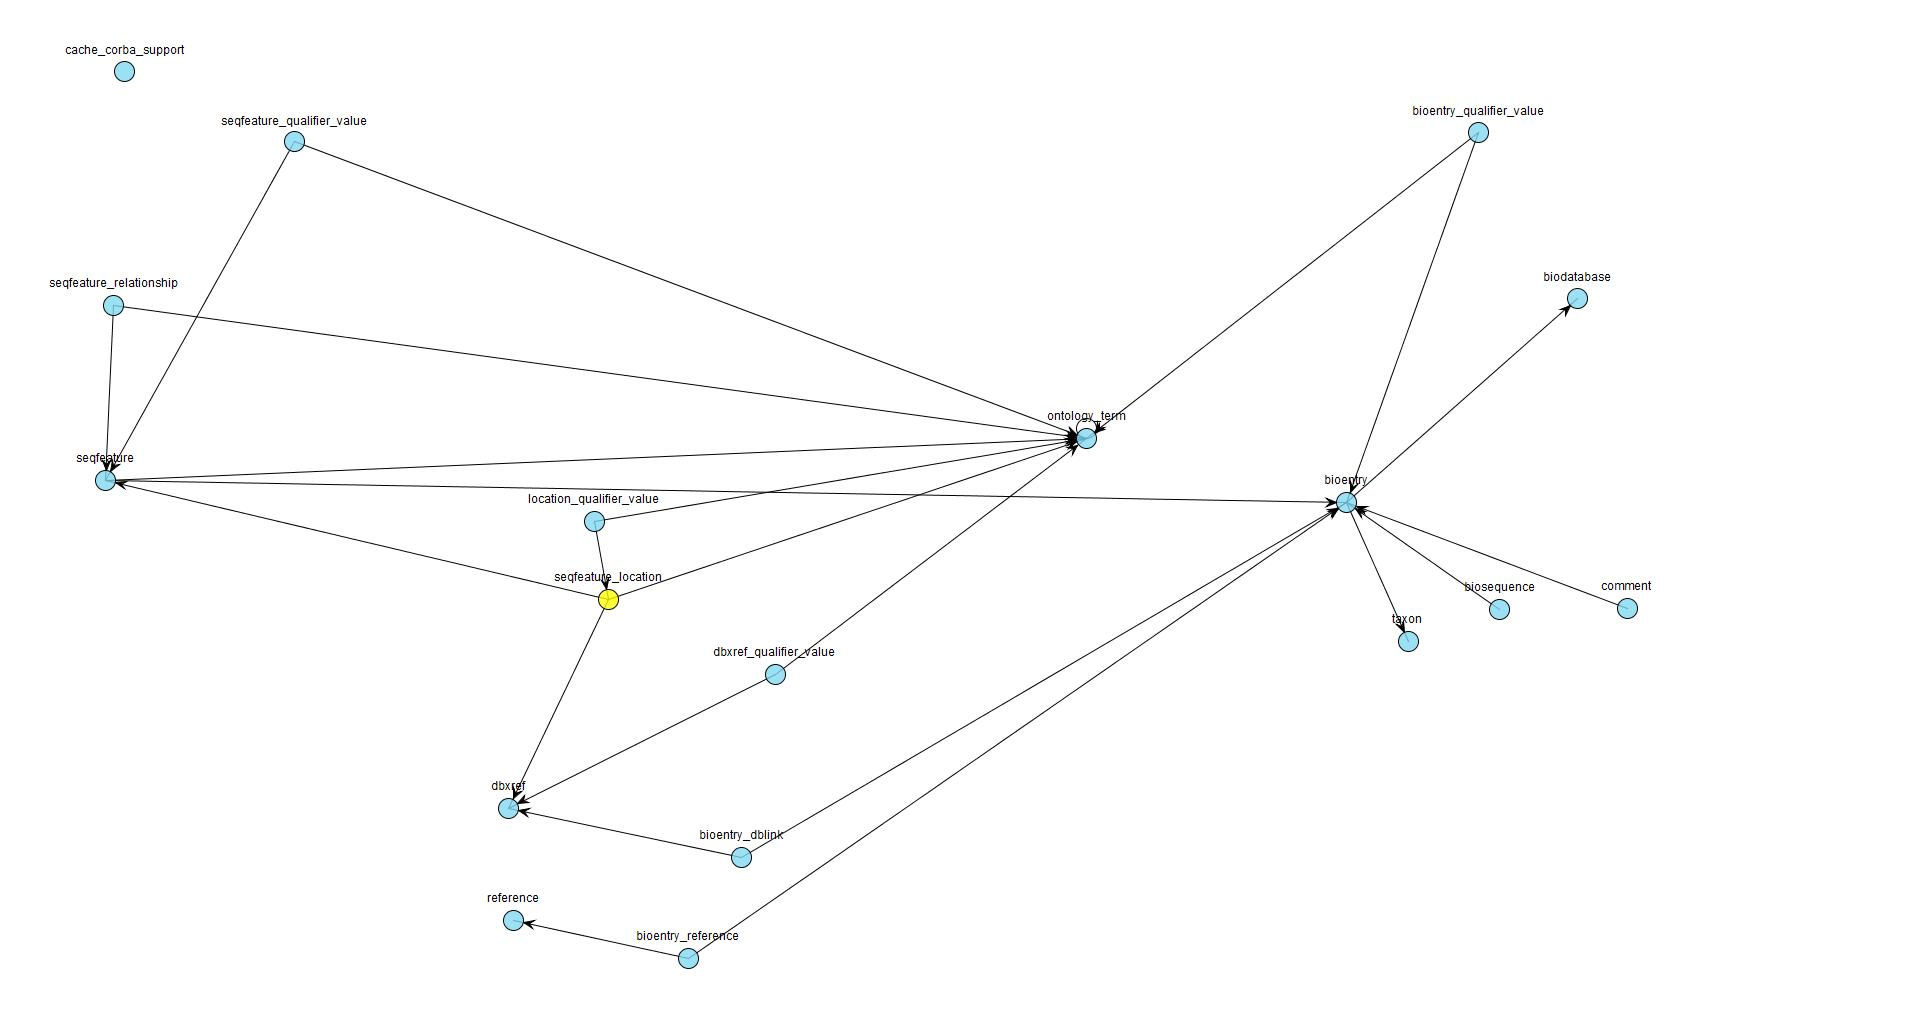 cache_corba_support
bioentry_qualifier_value
seqfeature_qualifier_value
biodatabase
seqfeature_relationship
ontology_term
seqfeature
bioentry
location_qualifier_value
seqfeature_location
comment
biosequence
taxon
dbxref_qualifier_value
dbxref
bioentry_dblink
reference
bioentry_reference